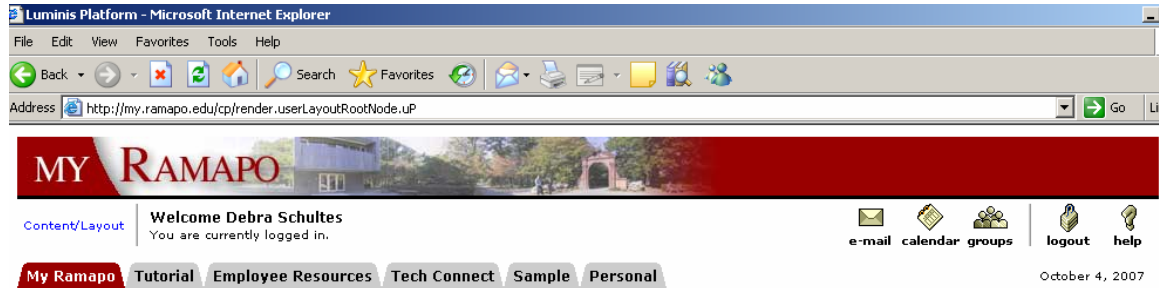 Luminis Platform - Microsoft Internet Explorer
File Edit View Favorites Tools Help
Back Search Favorites
Address http://my.ramapo.edu/cp/render.userLayoutRootNode.uP Go Li
MY RAMAPO
Content/Layout
Welcome Debra Schultes
You are currently logged in.
e-mail calendar groups logout help
My Ramapo Tutorial Employee Resources Tech Connect Sample Personal October 4, 2007